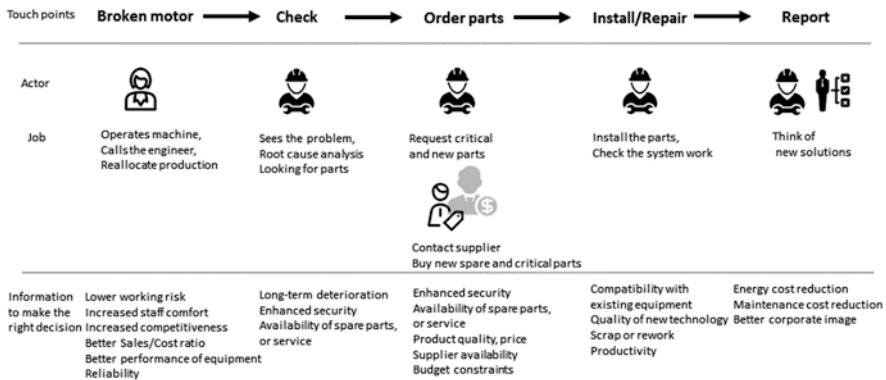 Touch points
Broken motor
Check
Order parts
Install/Repair
Report
Actor
Job
Operates machine,
Calls the engineer,
Reallocate production
Sees the problem,
Root cause analysis
Looking for parts
Request critical
and new parts
Install the parts,
Check the system work
Think of
new solutions
$
Contact supplier
Buy new spare and critical parts
Information
to make the
right decision
Lower working risk
Increased staff comfort
Increased competitiveness
Better Sales/Cost ratio
Better performance of equipment
Reliability
Long-term deterioration
Enhanced security
Availability of spare parts,
or service
Enhanced security
Availability of spare parts,
or service
Product quality, price
Supplier availability
Budget constraints
Compatibility with
existing equipment
Quality of new technology
Scrap or rework
Productivity
Energy cost reduction
Maintenance cost reduction
Better corporate image